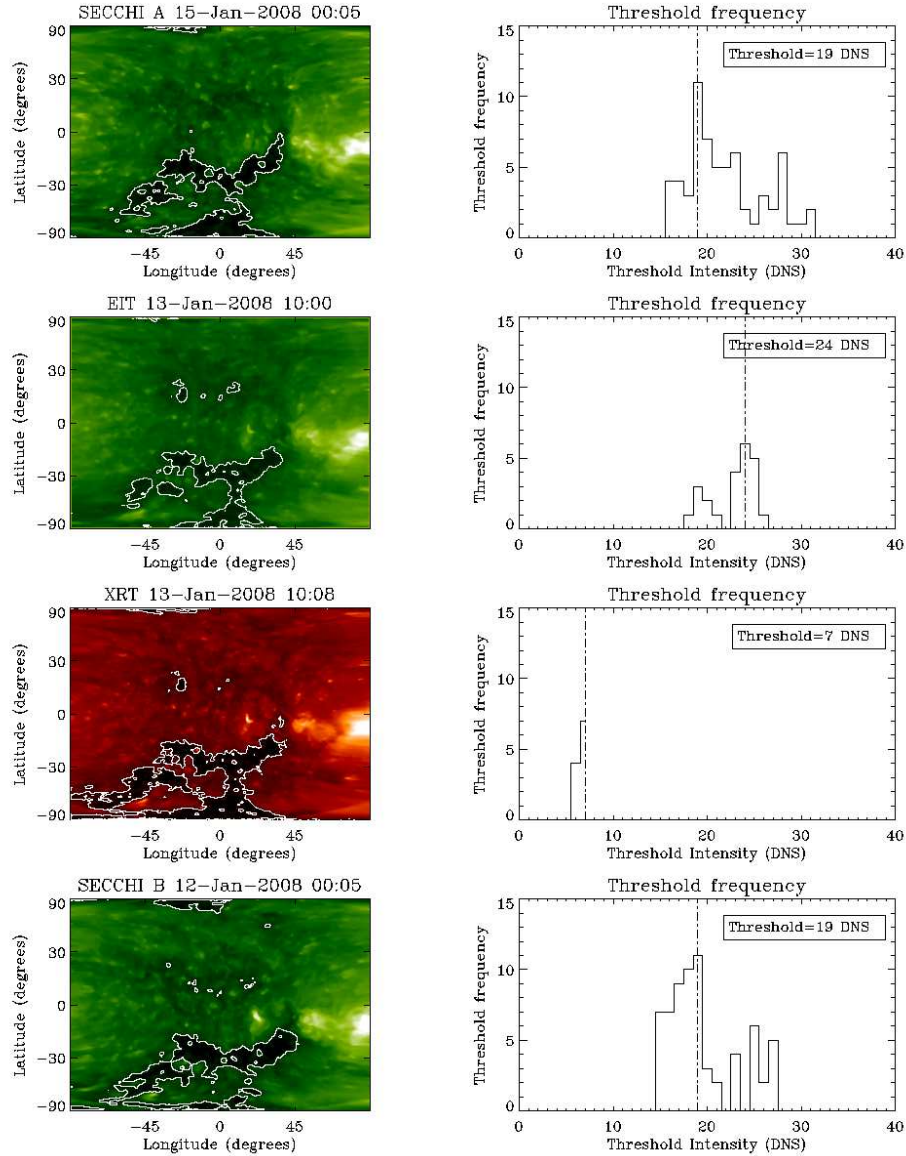 SECCHI A 15-Jan-2008 00:05
90
30
0
-30
-90
Latitude (degrees)
-45 0 45
Longitude (degrees)
Threshold frequency
15
10
5
0
Threshold frequency
Threshold=19 DNS
0 10 20 30 40
Threshold Intensity (DNS)
EIT 13-Jan-2008 10:00
90
30
0
-30
-90
Latitude (degrees)
-45 0 45
Longitude (degrees)
Threshold frequency
15
10
5
0
Threshold frequency
Threshold=24 DNS
0 10 20 30 40
Threshold Intensity (DNS)
XRT 13-Jan-2008 10:08
90
30
0
-30
-90
Latitude (degrees)
-45 0 45
Longitude (degrees)
Threshold frequency
15
10
5
0
Threshold frequency
Threshold=7 DNS
0 10 20 30 40
Threshold Intensity (DNS)
SECCHI B 12-Jan-2008 00:05
90
30
0
-30
-90
Latitude (degrees)
-45 0 45
Longitude (degrees)
Threshold frequency
15
10
5
0
Threshold frequency
Threshold=19 DNS
0 10 20 30 40
Threshold Intensity (DNS)